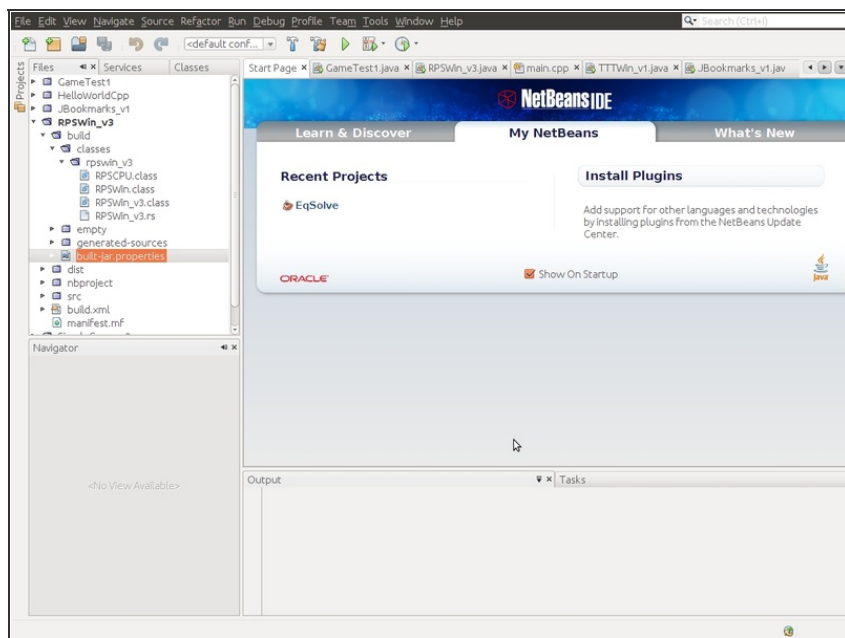 File Edit View Navigate Source Refactor Run Debug Profile Team Tools Window Help
Search (Ctrl+I)
<default conf...
Projects
Files Services Classes
GameTest1
HelloWorldCpp
JBookmarks_v1
RPSWin_v3
build
classes
rpswin_v3
RPSCPU.class
RPSWin.class
RPSWin_v3.class
RPSWin_v3.rs
empty
generated-sources
built-jar.properties
dist
nbproject
src
build.xml
manifest.mf
Navigator
<No View Available>
Start Page GameTest1.java RPSWin_v3.java main.cpp TTTWin_v1.java JBookmarks_v1.jav
NetBeans IDE
Learn & Discover My NetBeans What's New
Recent Projects
EqSolve
Install Plugins
Add support for other languages and technologies
by installing plugins from the NetBeans Update
Center.
ORACLE
Show On Startup
Java
Output
Tasks